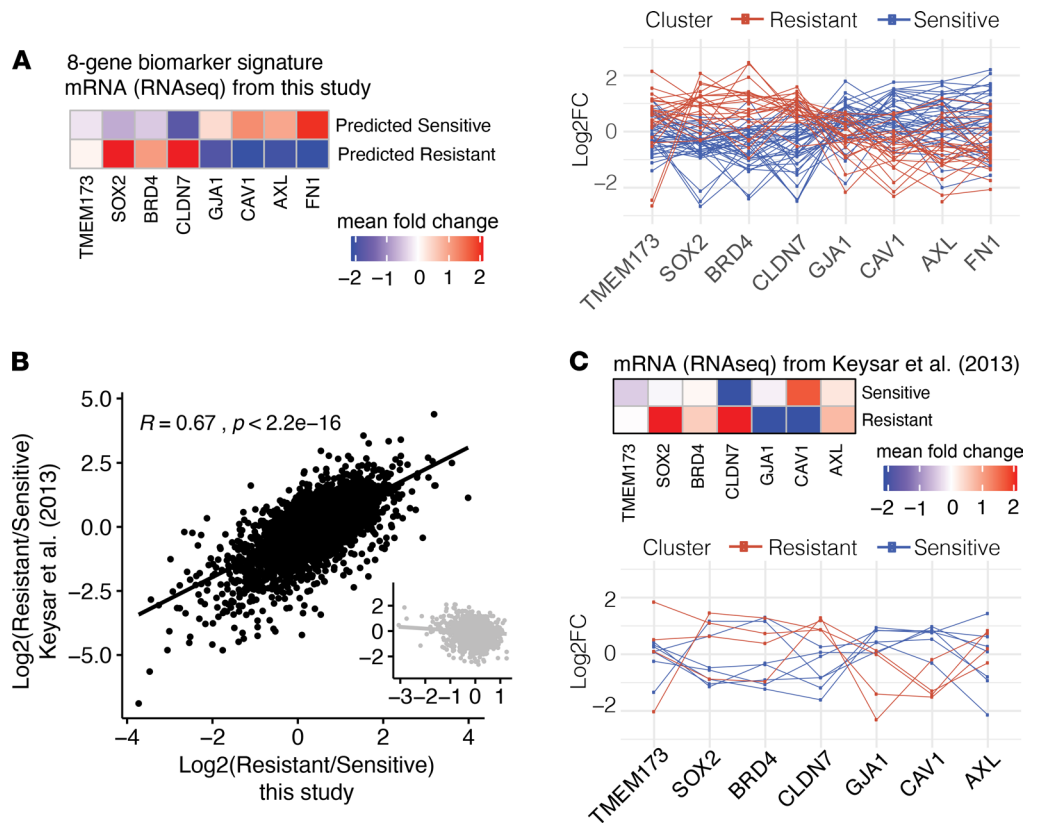 A
8-gene biomarker signature
mRNA (RNAseq) from this study
Predicted Sensitive
Predicted Resistant
TMEM173
SOX2
BRD4
CLDN7
GJA1
CAV1
AXL
FN1
mean fold change
−2 −1 0 1 2
Cluster Resistant Sensitive
Log2FC
2
0
−2
TMEM173
SOX2
BRD4
CLDN7
GJA1
CAV1
AXL
FN1
B
R = 0.67 , p < 2.2e−16
Log2(Resistant/Sensitive)
Keysar et al. (2013)
5.0
2.5
0.0
−2.5
−5.0
2
0
−2
−3 −2 −1 0 1
−4 −2 0 2 4
Log2(Resistant/Sensitive)
this study
C
mRNA (RNAseq) from Keysar et al. (2013)
Sensitive
Resistant
TMEM173
SOX2
BRD4
CLDN7
GJA1
CAV1
AXL
mean fold change
−2 −1 0 1 2
Cluster Resistant Sensitive
Log2FC
2
0
−2
TMEM173
SOX2
BRD4
CLDN7
GJA1
CAV1
AXL